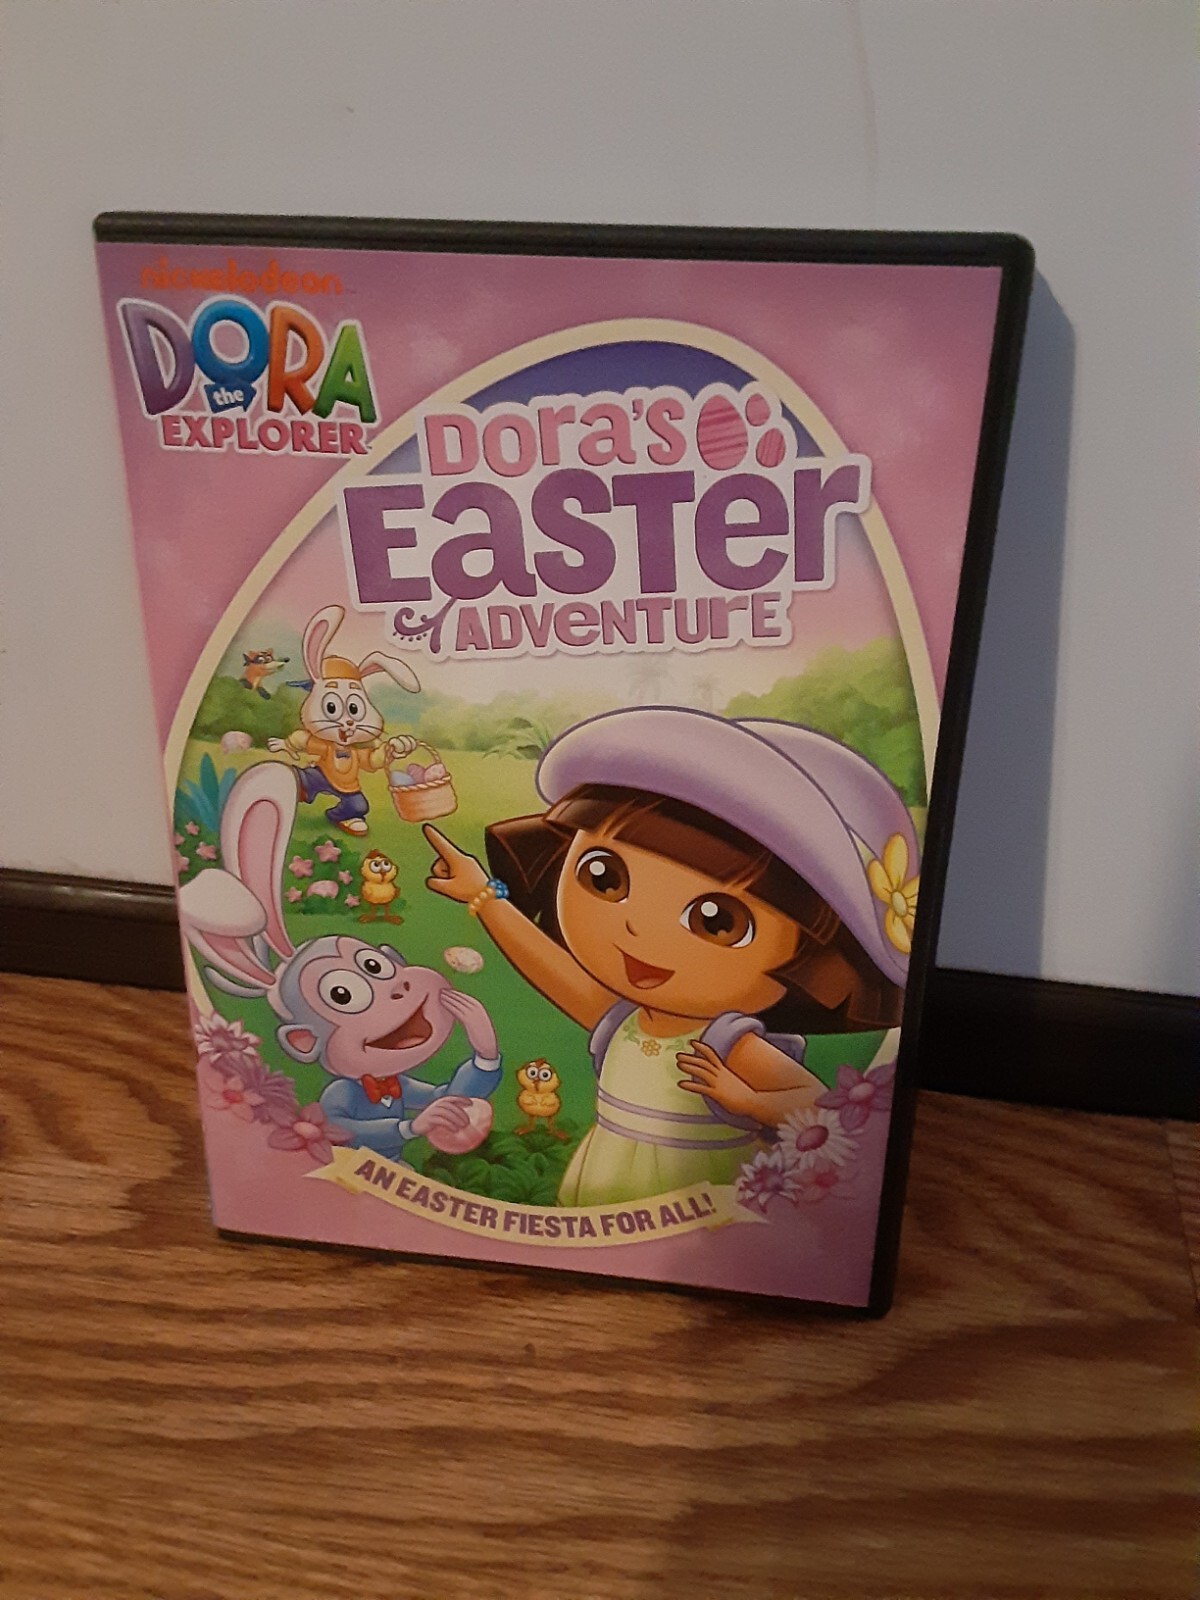 nickelodeon
DORA
the
EXPLORER
Dora's
Easter
ADVENTURE
AN EASTER FIESTA FOR ALL!